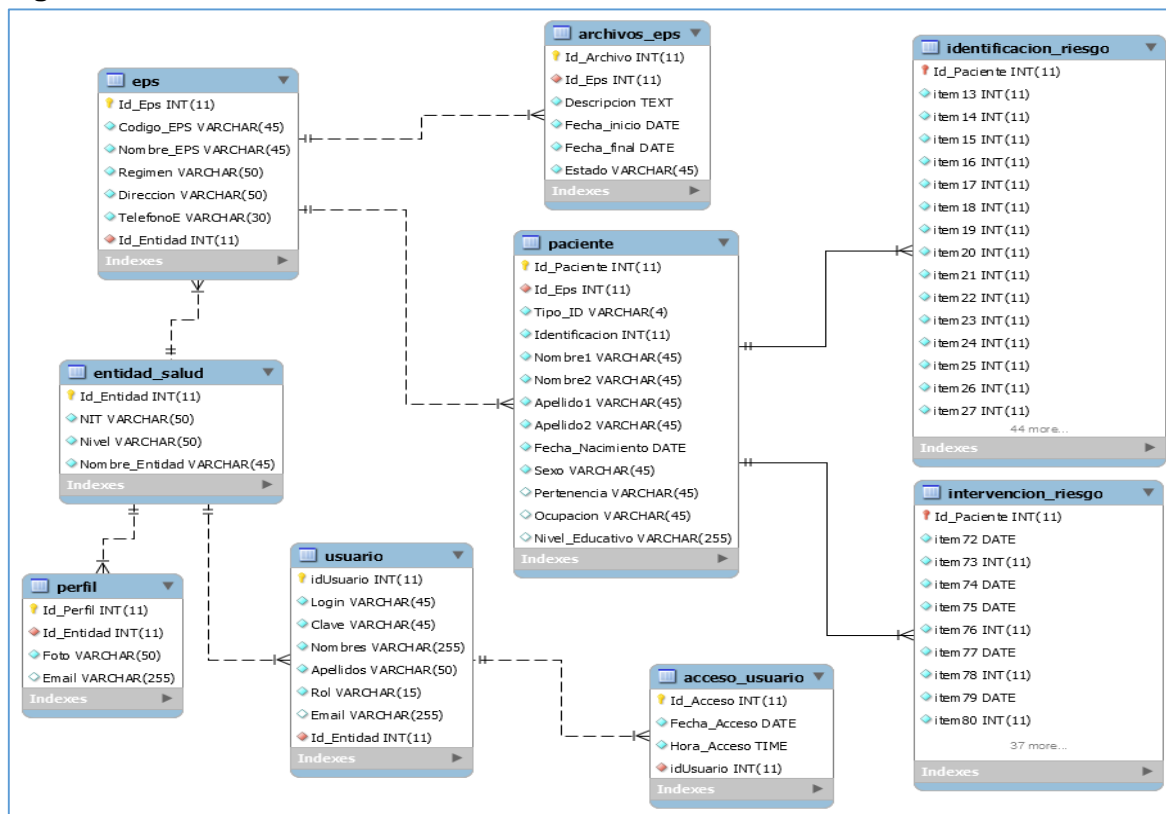 eps
Id_Eps INT(11)
Codigo_EPS VARCHAR(45)
Nombre_EPS VARCHAR(45)
Regimen VARCHAR(50)
Direccion VARCHAR(50)
TelefonoE VARCHAR(30)
Id_Entidad INT(11)
Indexes
archivos_eps
Id_Archivo INT(11)
Id_Eps INT(11)
Descripcion TEXT
Fecha_inicio DATE
Fecha_final DATE
Estado VARCHAR(45)
Indexes
identificacion_riesgo
Id_Paciente INT(11)
item13 INT(11)
item14 INT(11)
item15 INT(11)
item16 INT(11)
item17 INT(11)
item18 INT(11)
item19 INT(11)
item20 INT(11)
item21 INT(11)
item22 INT(11)
item23 INT(11)
item24 INT(11)
item25 INT(11)
item26 INT(11)
item27 INT(11)
44 more...
Indexes
paciente
Id_Paciente INT(11)
Id_Eps INT(11)
Tipo_ID VARCHAR(4)
Identificacion INT(11)
Nombre1 VARCHAR(45)
Nombre2 VARCHAR(45)
Apellido1 VARCHAR(45)
Apellido2 VARCHAR(45)
Fecha_Nacimiento DATE
Sexo VARCHAR(45)
Pertenencia VARCHAR(45)
Ocupacion VARCHAR(45)
Nivel_Educativo VARCHAR(255)
Indexes
entidad_salud
Id_Entidad INT(11)
NIT VARCHAR(50)
Nivel VARCHAR(50)
Nombre_Entidad VARCHAR(45)
Indexes
perfil
Id_Perfil INT(11)
Id_Entidad INT(11)
Foto VARCHAR(50)
Email VARCHAR(255)
Indexes
usuario
idUsuario INT(11)
Login VARCHAR(45)
Clave VARCHAR(45)
Nombres VARCHAR(255)
Apellidos VARCHAR(50)
Rol VARCHAR(15)
Email VARCHAR(255)
Id_Entidad INT(11)
Indexes
acceso_usuario
Id_Acceso INT(11)
Fecha_Acceso DATE
Hora_Acceso TIME
idUsuario INT(11)
Indexes
intervencion_riesgo
Id_Paciente INT(11)
item72 DATE
item73 INT(11)
item74 DATE
item75 DATE
item76 INT(11)
item77 DATE
item78 INT(11)
item79 DATE
item80 INT(11)
37 more...
Indexes